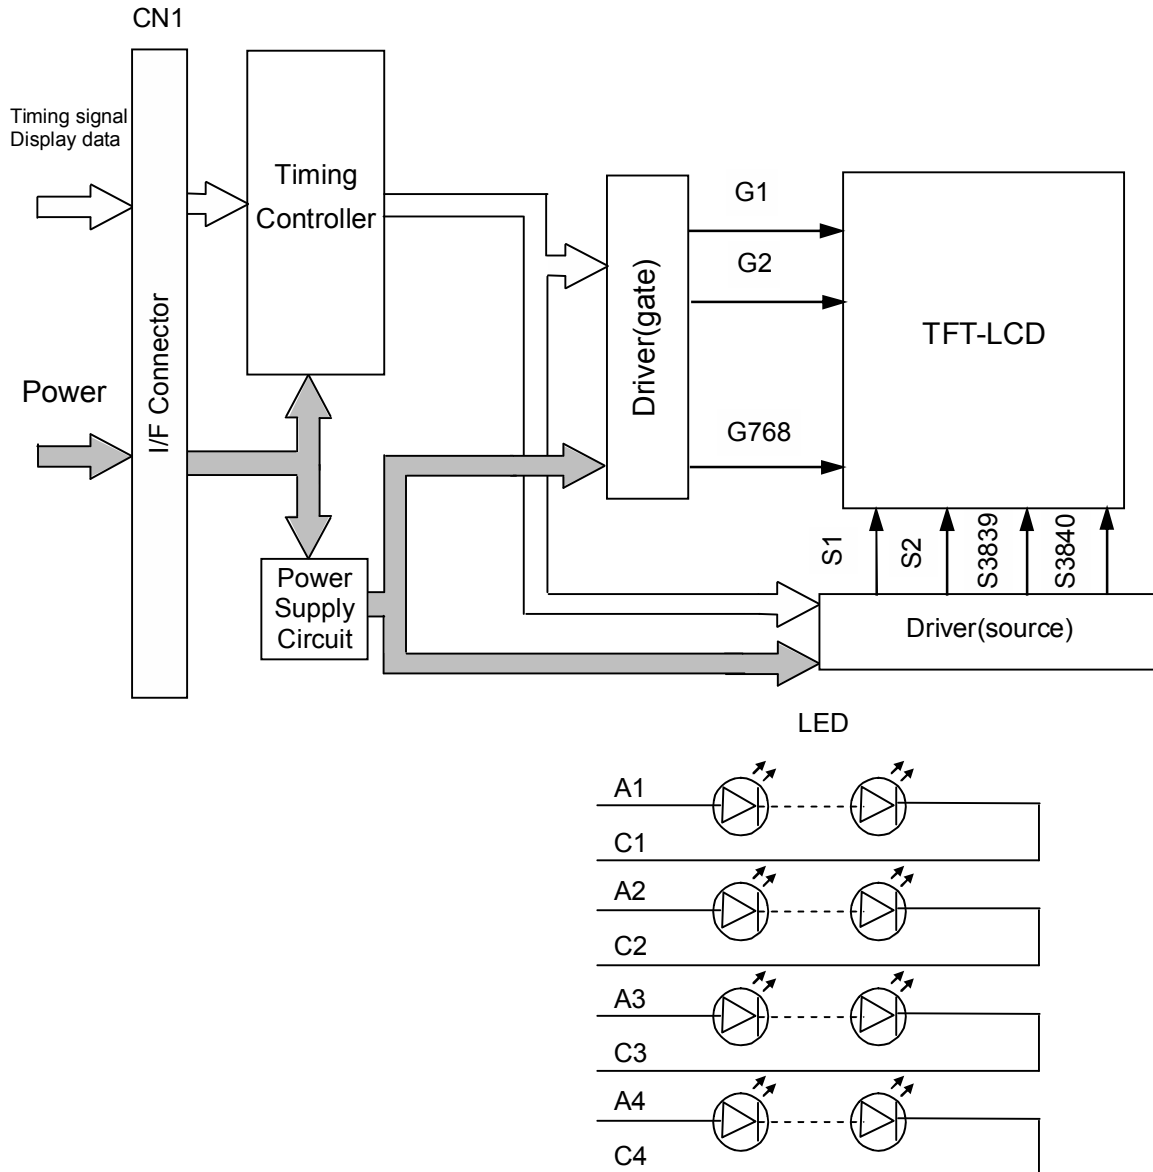 CN1
Timing signal
Display data
Power
I/F Connector
Timing
Controller
Power
Supply
Circuit
Driver(gate)
G1
G2
G768
TFT-LCD
S1
S2
S3839
S3840
Driver(source)
LED
A1
C1
A2
C2
A3
C3
A4
C4